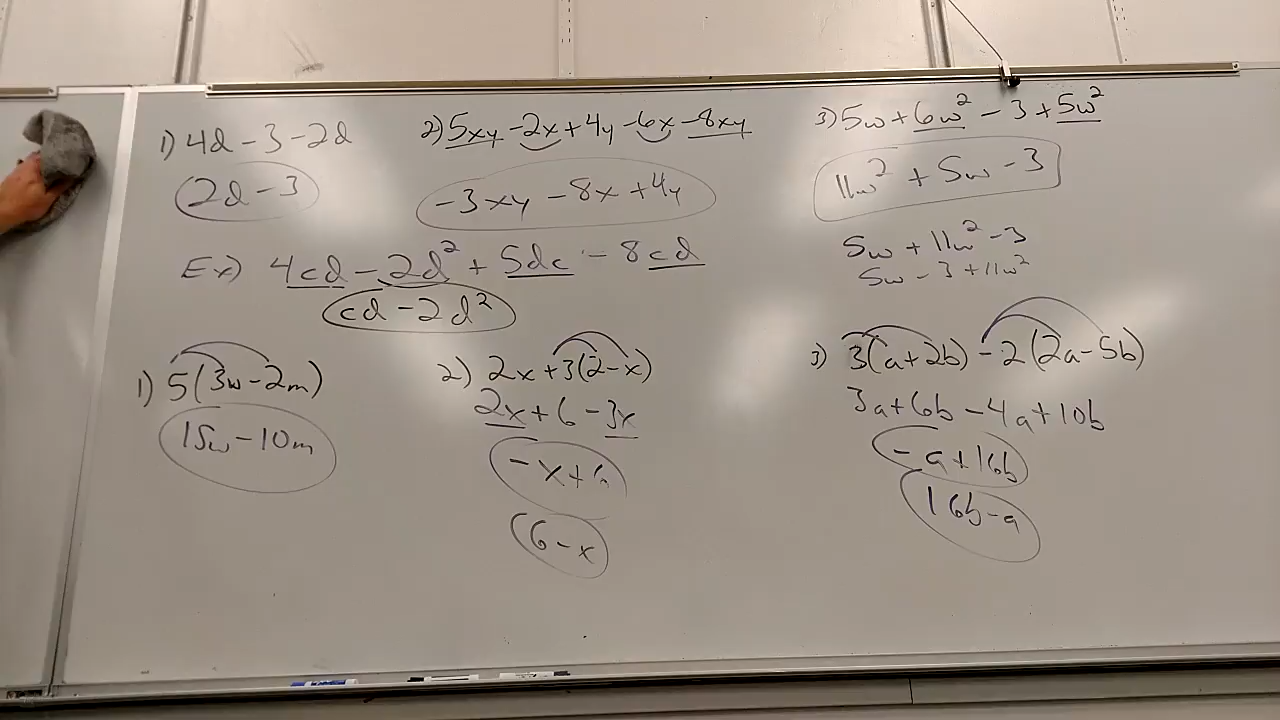 1) 4d - 3 - 2d
2d - 3
2) 5xy - 2x + 4y - 6x - 8xy
-3xy - 8x + 4y
3) 5w + 6w² - 3 + 5w²
11w² + 5w - 3
5w + 11w² - 3
5w - 3 + 11w²
Ex) 4cd - 2d² + 5dc - 8cd
cd - 2d²
1) 5(3w - 2m)
15w - 10m
2) 2x + 3(2 - x)
2x + 6 - 3x
- x + 6
6 - x
3) 3(a + 2b) - 2(2a - 5b)
3a + 6b - 4a + 10b
- a + 16b
16b - a